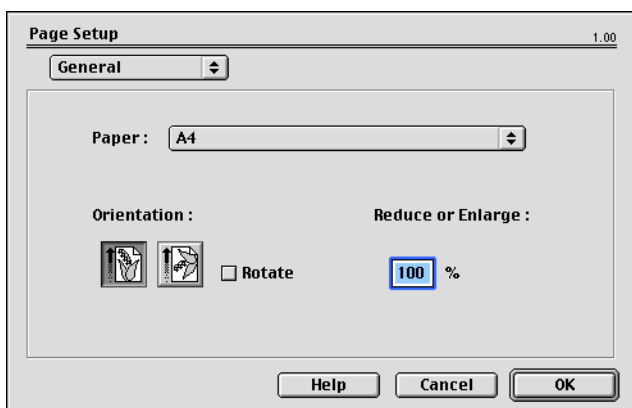 Page Setup 1.00
General
Paper : A4
Orientation : Reduce or Enlarge :
Rotate 100 %
Help Cancel OK